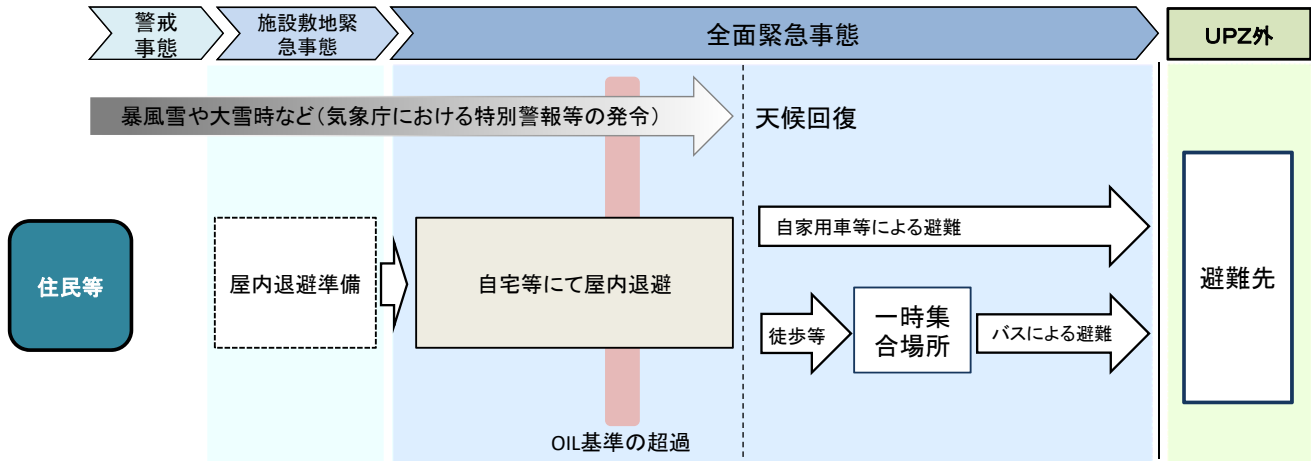 警戒
事態
施設敷地緊
急事態
全面緊急事態
UPZ外
暴風雪や大雪時など（気象庁における特別警報等の発令）
天候回復
住民等
屋内退避準備
自宅等にて屋内退避
自家用車等による避難
徒歩等
一時集
合場所
バスによる避難
避難先
OIL基準の超過